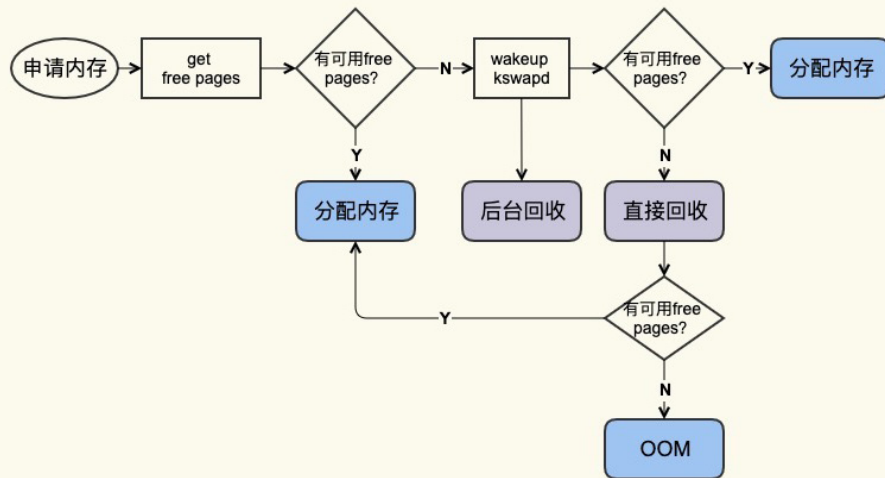 申请内存
get
free pages
有可用free
pages?
N
wakeup
kswapd
有可用free
pages?
Y
分配内存
Y
N
分配内存
后台回收
直接回收
有可用free
pages?
Y
N
OOM